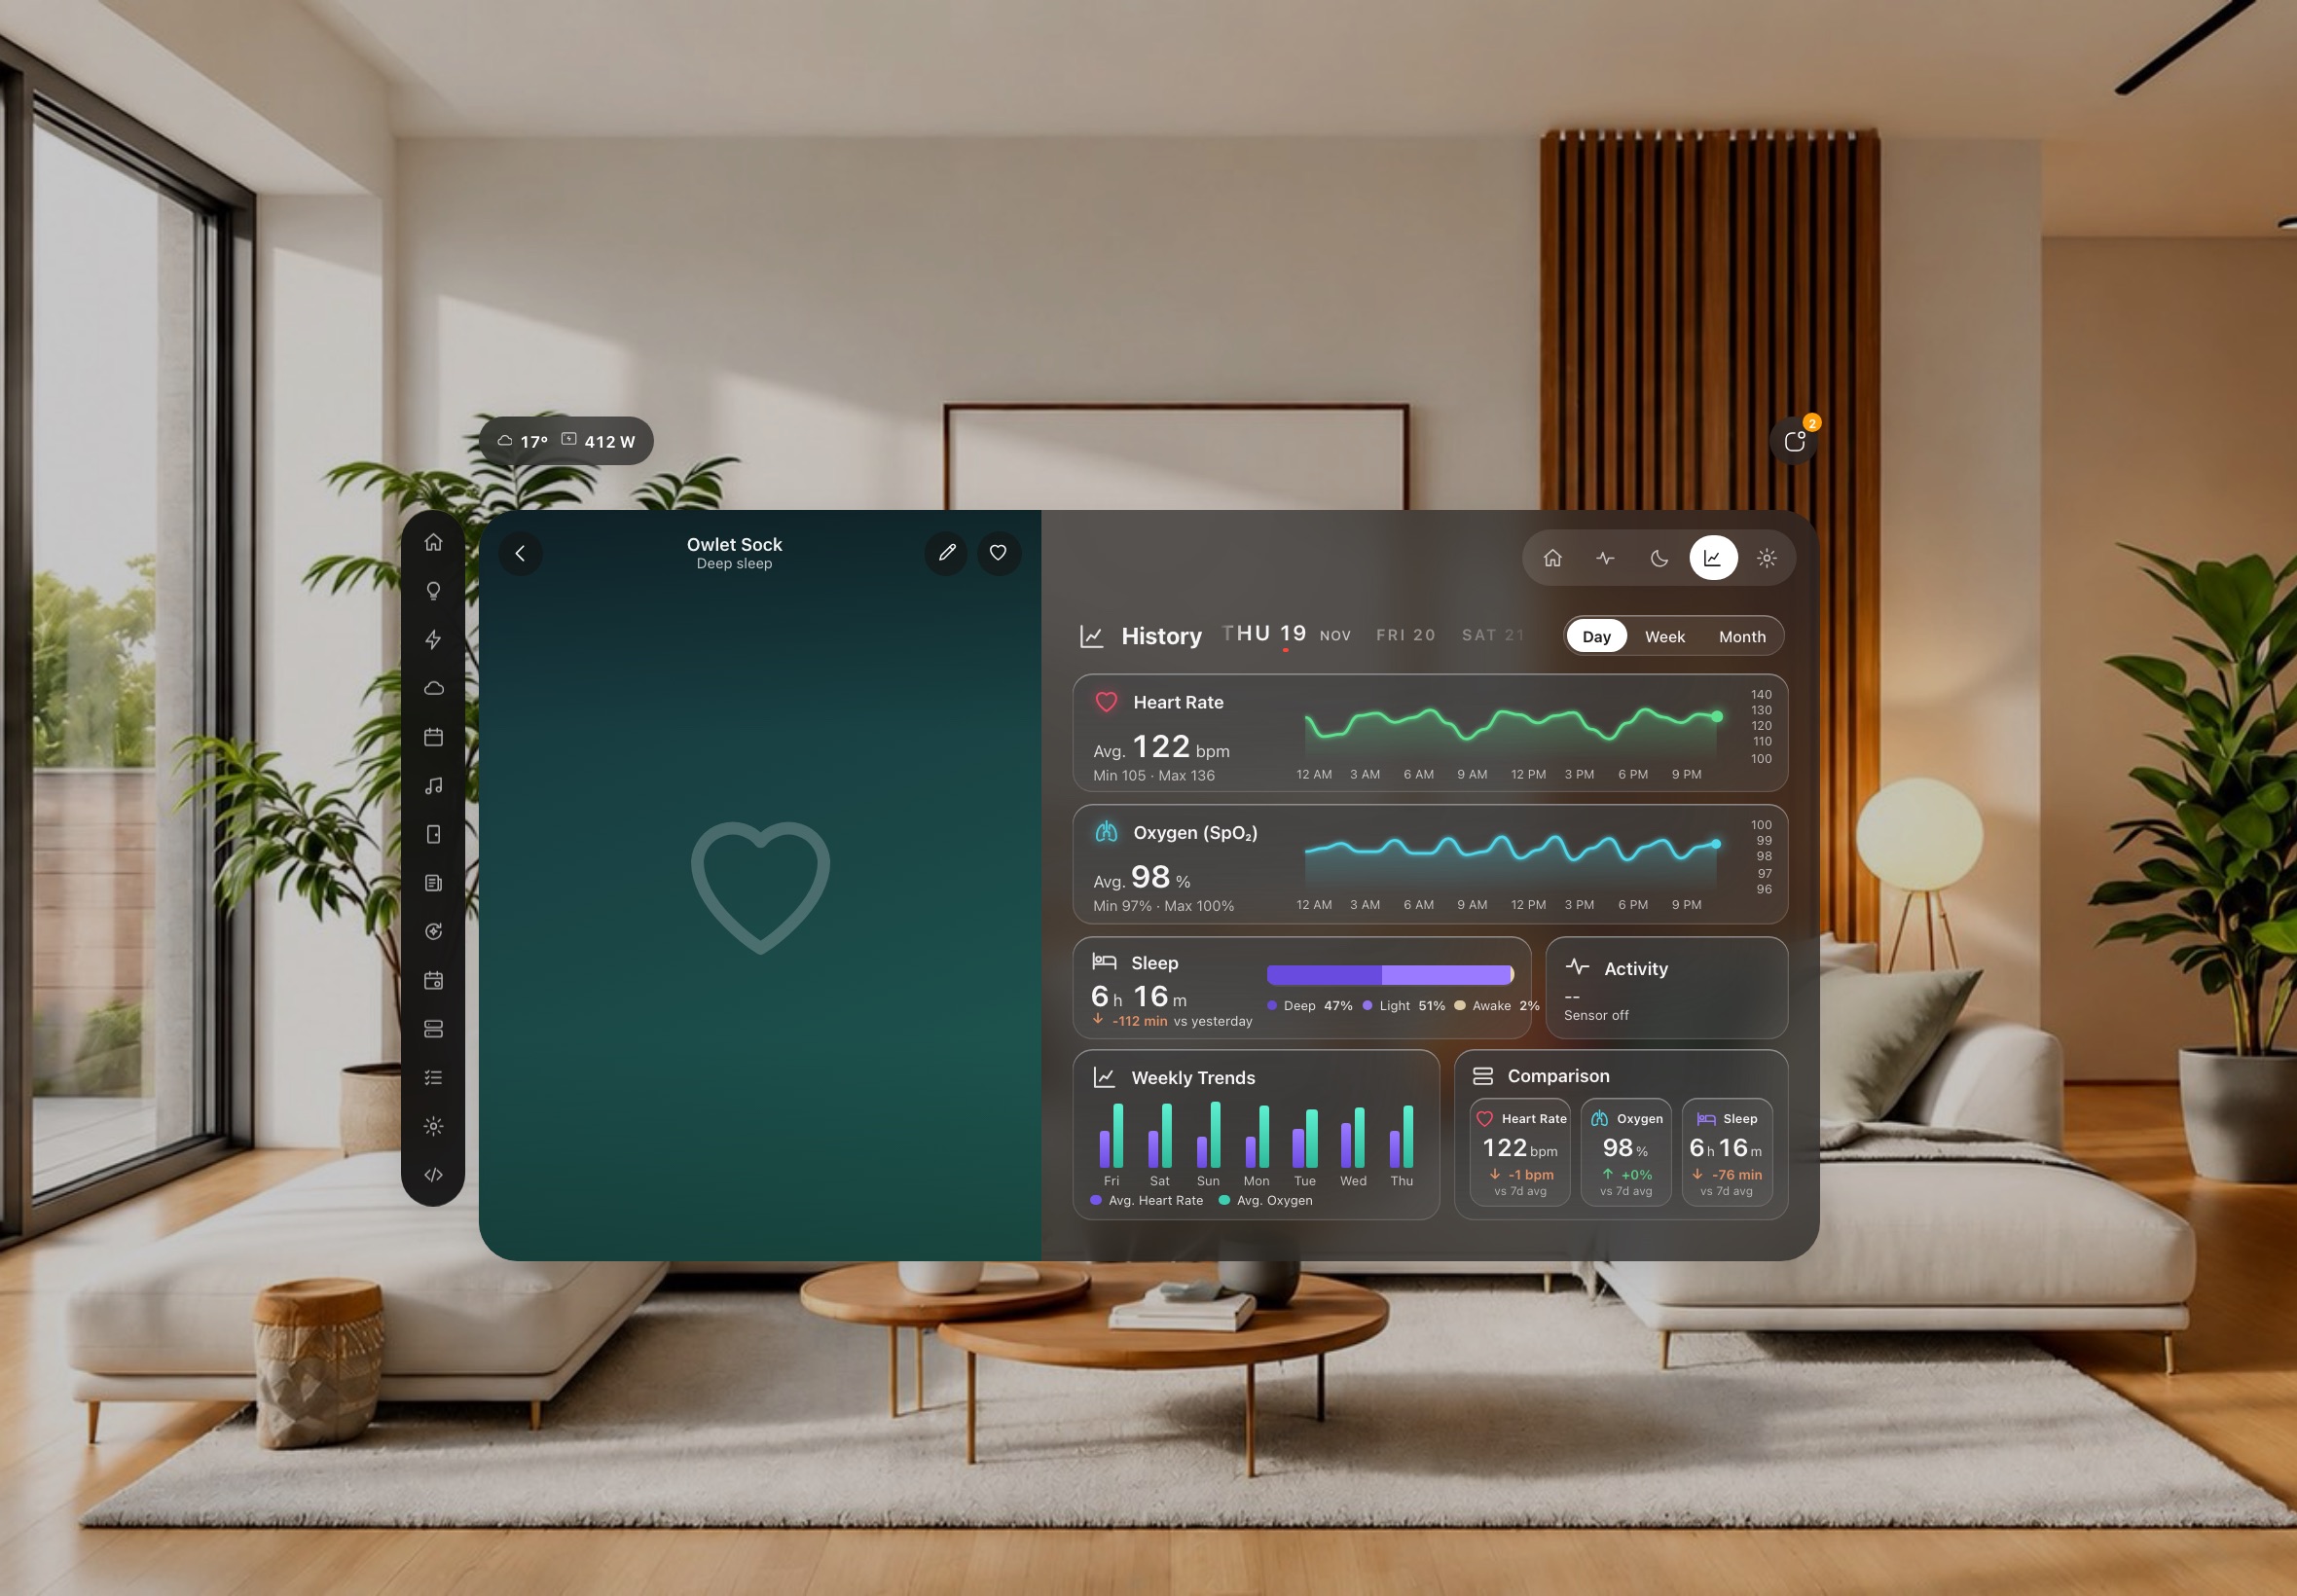 17° 412 W
2
Owlet Sock
Deep sleep
History THU 19 NOV FRI 20 SAT 21
Day Week Month
Heart Rate
Avg. 122 bpm
Min 105 · Max 136
140
130
120
110
100
12 AM 3 AM 6 AM 9 AM 12 PM 3 PM 6 PM 9 PM
Oxygen (SpO₂)
Avg. 98 %
Min 97% · Max 100%
100
99
98
97
96
12 AM 3 AM 6 AM 9 AM 12 PM 3 PM 6 PM 9 PM
Sleep
6 h 16 m
-112 min vs yesterday
Deep 47% Light 51% Awake 2%
Activity
--
Sensor off
Weekly Trends
Fri Sat Sun Mon Tue Wed Thu
Avg. Heart Rate Avg. Oxygen
Comparison
Heart Rate
122 bpm
-1 bpm
vs 7d avg
Oxygen
98 %
+0%
vs 7d avg
Sleep
6 h 16 m
-76 min
vs 7d avg